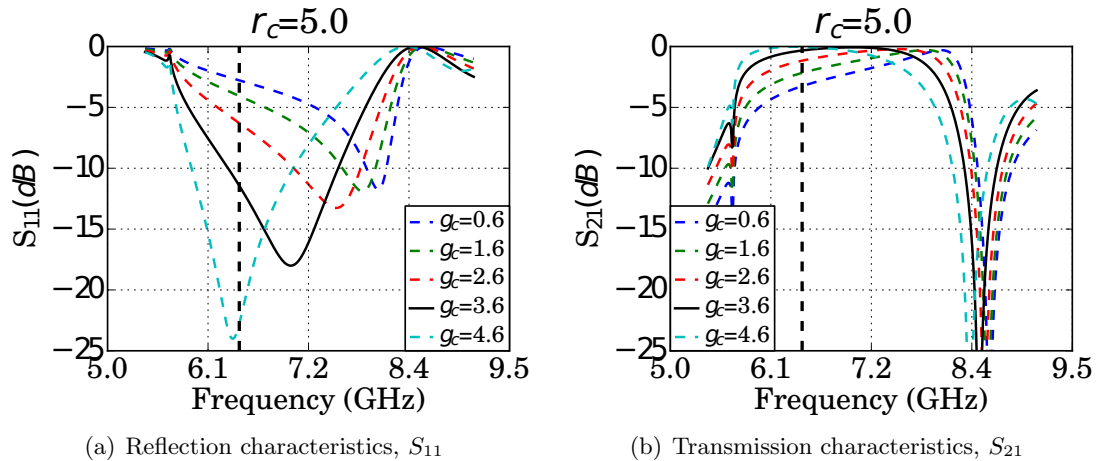 r_c=5.0
S_11(dB)
0
−5
−10
−15
−20
−25
5.0 6.1 7.2 8.4 9.5
Frequency (GHz)
g_c=0.6
g_c=1.6
g_c=2.6
g_c=3.6
g_c=4.6
(a) Reflection characteristics, S_11
r_c=5.0
S_21(dB)
0
−5
−10
−15
−20
−25
5.0 6.1 7.2 8.4 9.5
Frequency (GHz)
g_c=0.6
g_c=1.6
g_c=2.6
g_c=3.6
g_c=4.6
(b) Transmission characteristics, S_21